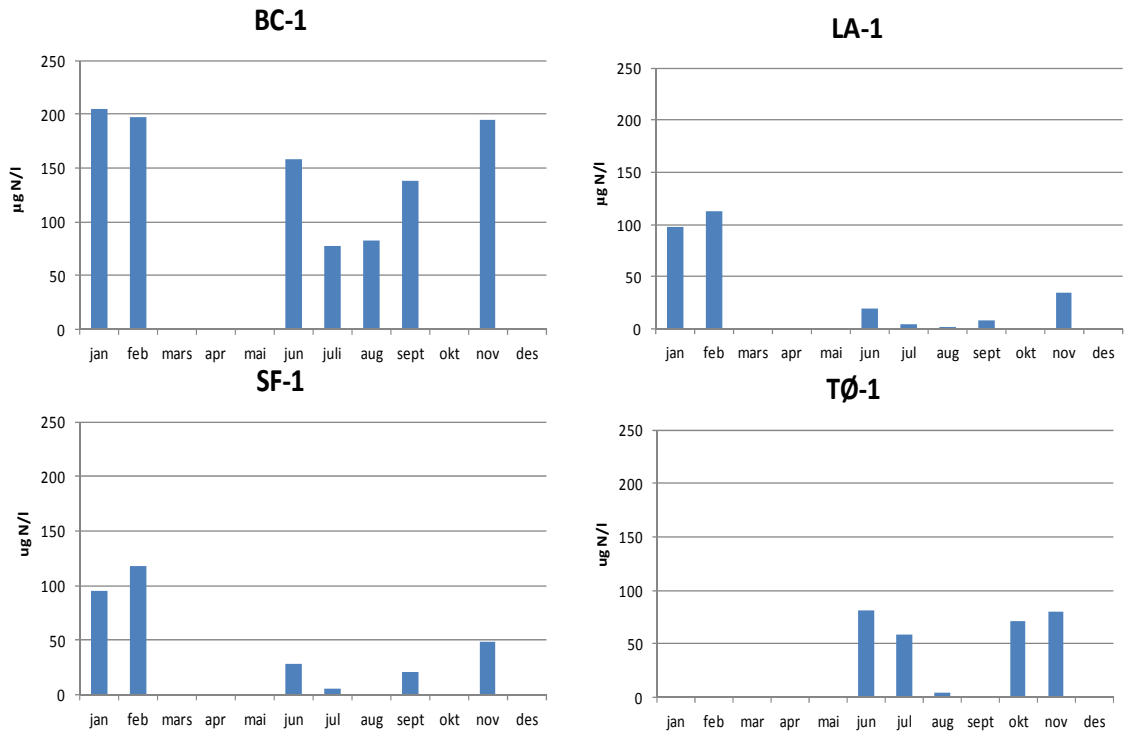 BC-1
250
200
150
100
50
0
µg N/l
jan feb mars apr mai jun juli aug sept okt nov des
LA-1
250
200
150
100
50
0
µg N/l
jan feb mars apr mai jun jul aug sept okt nov des
SF-1
250
200
150
100
50
0
ug N/l
jan feb mars apr mai jun jul aug sept okt nov des
TØ-1
250
200
150
100
50
0
ug N/l
jan feb mar apr mai jun jul aug sep okt nov des